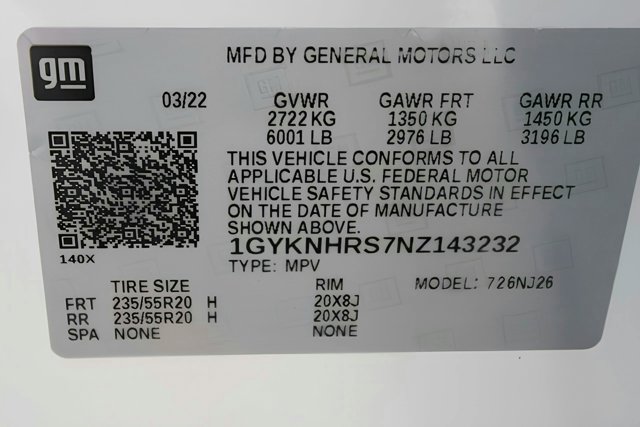 gm
MFD BY GENERAL MOTORS LLC
03/22 GVWR GAWR FRT GAWR RR
2722 KG 1350 KG 1450 KG
6001 LB 2976 LB 3196 LB
THIS VEHICLE CONFORMS TO ALL
APPLICABLE U.S. FEDERAL MOTOR
VEHICLE SAFETY STANDARDS IN EFFECT
ON THE DATE OF MANUFACTURE
SHOWN ABOVE.
1GYKNHRS7NZ143232
140X
TYPE: MPV MODEL: 726NJ26
TIRE SIZE RIM
FRT 235/55R20 H 20X8J
RR 235/55R20 H 20X8J
SPA NONE NONE